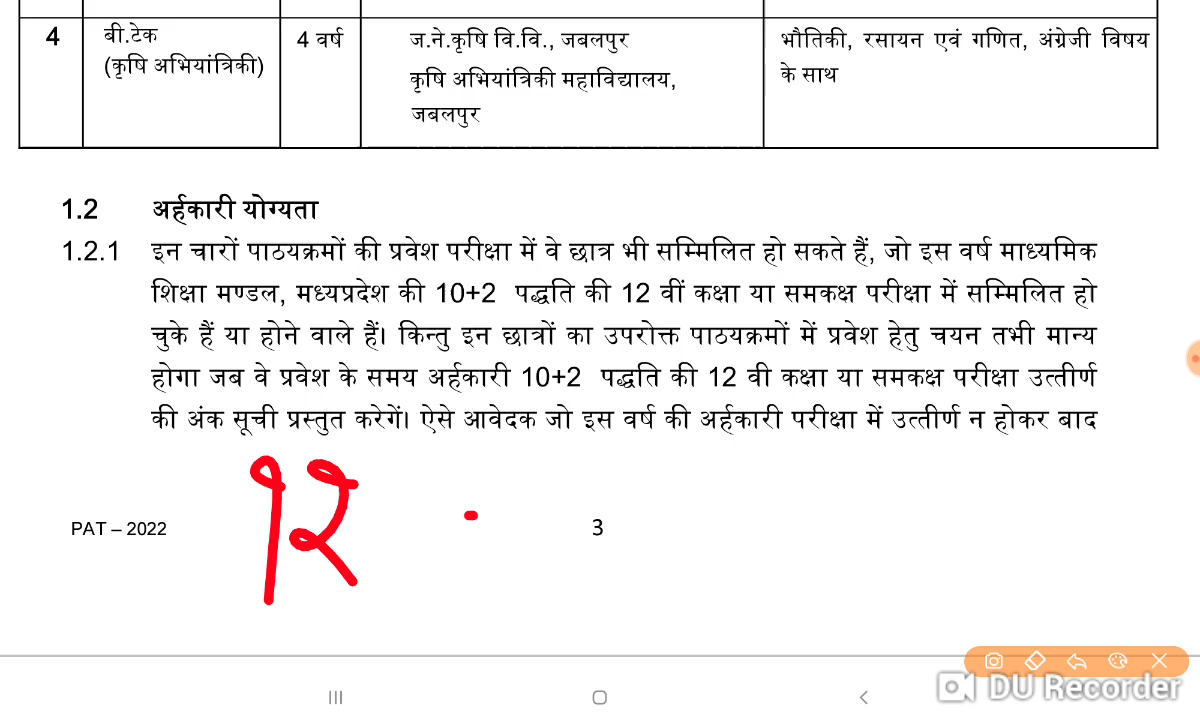 4 बी.टेक 4 वर्ष ज.ने.कृषि वि.वि., जबलपुर भौतिकी, रसायन एवं गणित, अंग्रेजी विषय
(कृषि अभियांत्रिकी) कृषि अभियांत्रिकी महाविद्यालय, के साथ
जबलपुर
1.2 अर्हकारी योग्यता
1.2.1 इन चारों पाठयक्रमों की प्रवेश परीक्षा में वे छात्र भी सम्मिलित हो सकते हैं, जो इस वर्ष माध्यमिक
शिक्षा मण्डल, मध्यप्रदेश की 10+2 पद्धति की 12 वीं कक्षा या समकक्ष परीक्षा में सम्मिलित हो
चुके हैं या होने वाले हैं। किन्तु इन छात्रों का उपरोक्त पाठयक्रमों में प्रवेश हेतु चयन तभी मान्य
होगा जब वे प्रवेश के समय अर्हकारी 10+2 पद्धति की 12 वी कक्षा या समकक्ष परीक्षा उत्तीर्ण
की अंक सूची प्रस्तुत करेगें। ऐसे आवेदक जो इस वर्ष की अर्हकारी परीक्षा में उत्तीर्ण न होकर बाद
१२
PAT – 2022 3
DU Recorder